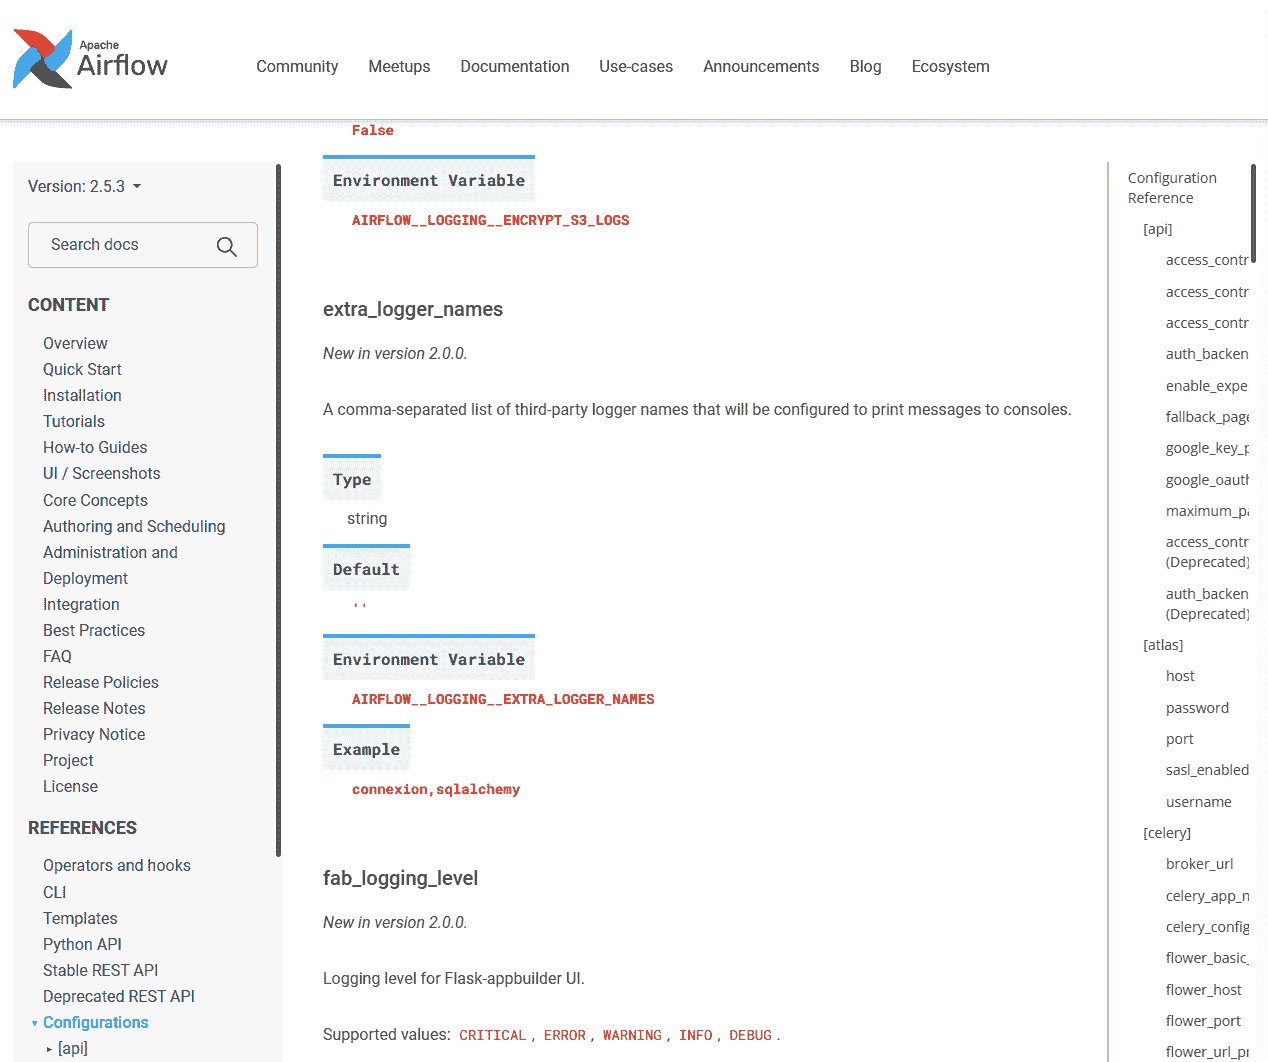 Apache
Airflow
Community
Meetups
Documentation
Use-cases
Announcements
Blog
Ecosystem
Version: 2.5.3
Search docs
CONTENT
Overview
Quick Start
Installation
Tutorials
How-to Guides
UI / Screenshots
Core Concepts
Authoring and Scheduling
Administration and
Deployment
Integration
Best Practices
FAQ
Release Policies
Release Notes
Privacy Notice
Project
License
REFERENCES
Operators and hooks
CLI
Templates
Python API
Stable REST API
Deprecated REST API
Configurations
[api]
False
Environment Variable
AIRFLOW__LOGGING__ENCRYPT_S3_LOGS
extra_logger_names
New in version 2.0.0.
A comma-separated list of third-party logger names that will be configured to print messages to consoles.
Type
string
Default
''
Environment Variable
AIRFLOW__LOGGING__EXTRA_LOGGER_NAMES
Example
connexion,sqlalchemy
fab_logging_level
New in version 2.0.0.
Logging level for Flask-appbuilder UI.
Supported values: CRITICAL, ERROR, WARNING, INFO, DEBUG.
Configuration
Reference
[api]
access_contr
access_contr
access_contr
auth_backen
enable_expe
fallback_page
google_key_p
google_oauth
maximum_pa
access_contr
(Deprecated)
auth_backen
(Deprecated)
[atlas]
host
password
port
sasl_enabled
username
[celery]
broker_url
celery_app_n
celery_config
flower_basic_
flower_host
flower_port
flower_url_pr